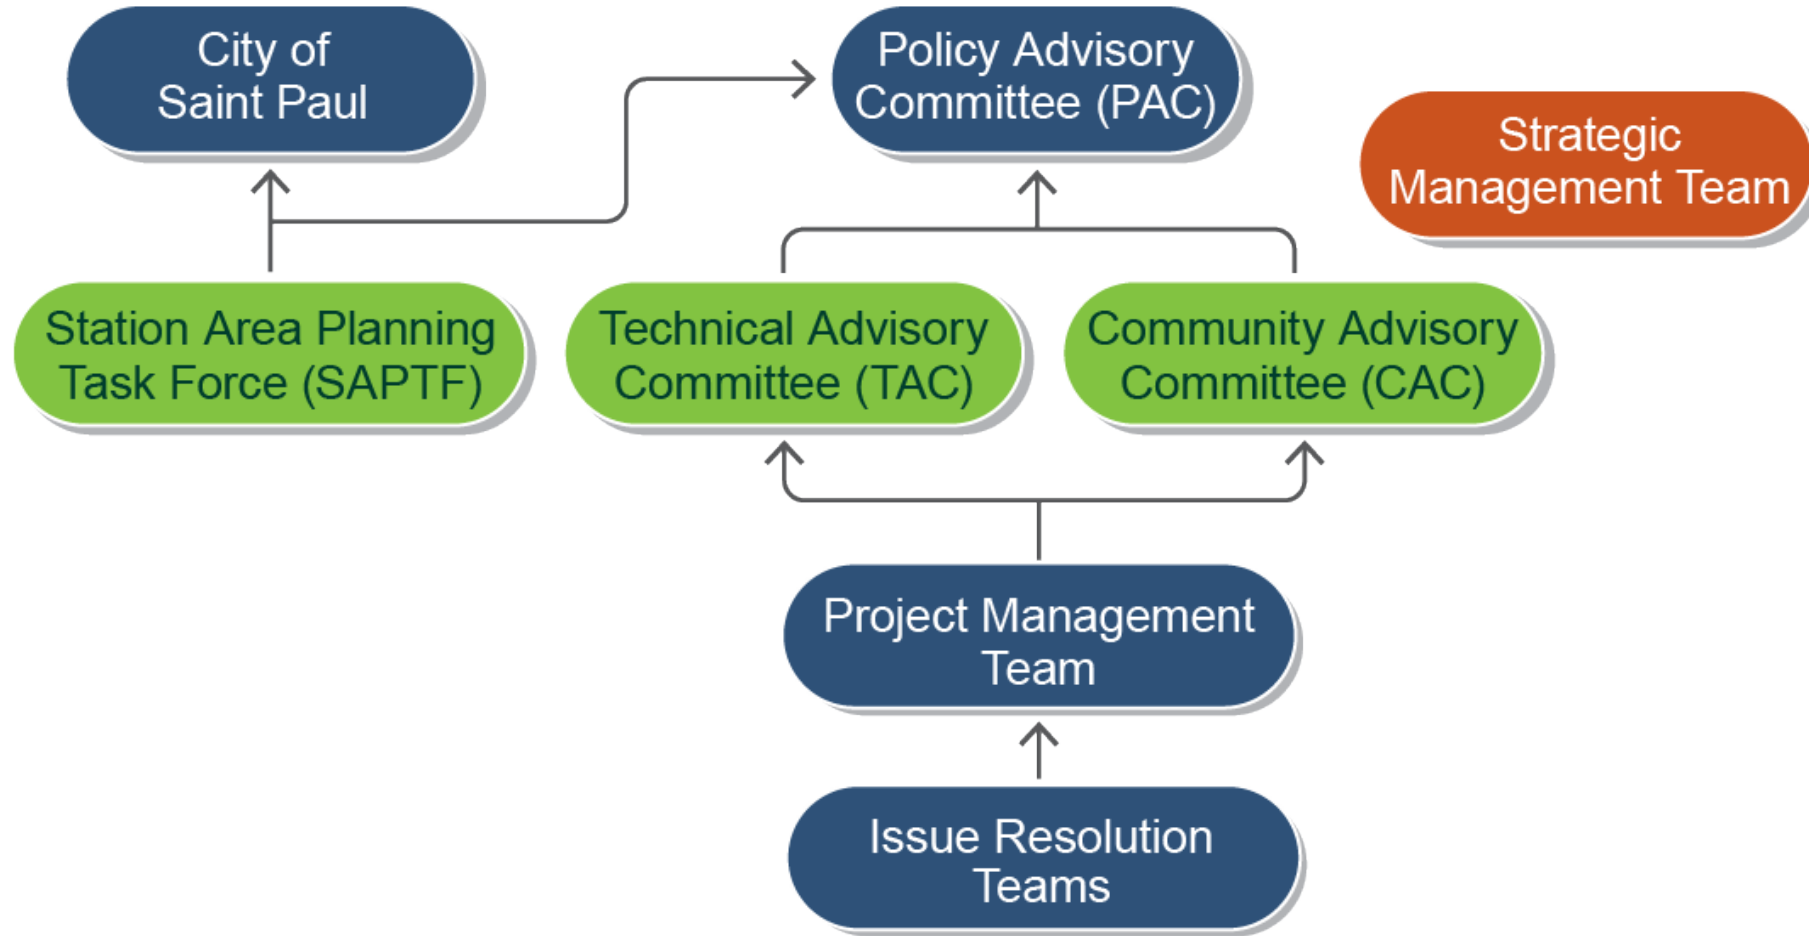 City of
Saint Paul
Policy Advisory
Committee (PAC)
Strategic
Management Team
Station Area Planning
Task Force (SAPTF)
Technical Advisory
Committee (TAC)
Community Advisory
Committee (CAC)
Project Management
Team
Issue Resolution
Teams